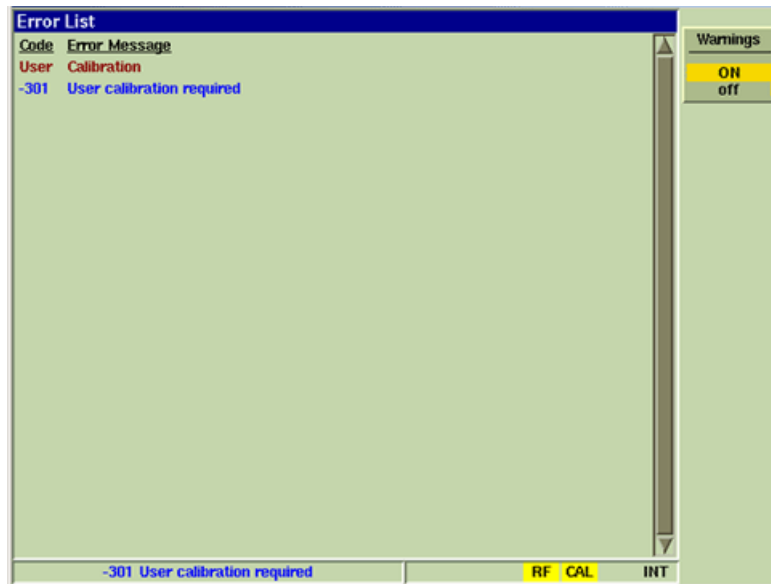 Error List
Code Error Message
User Calibration
-301 User calibration required
Warnings
ON
off
-301 User calibration required
RF CAL INT